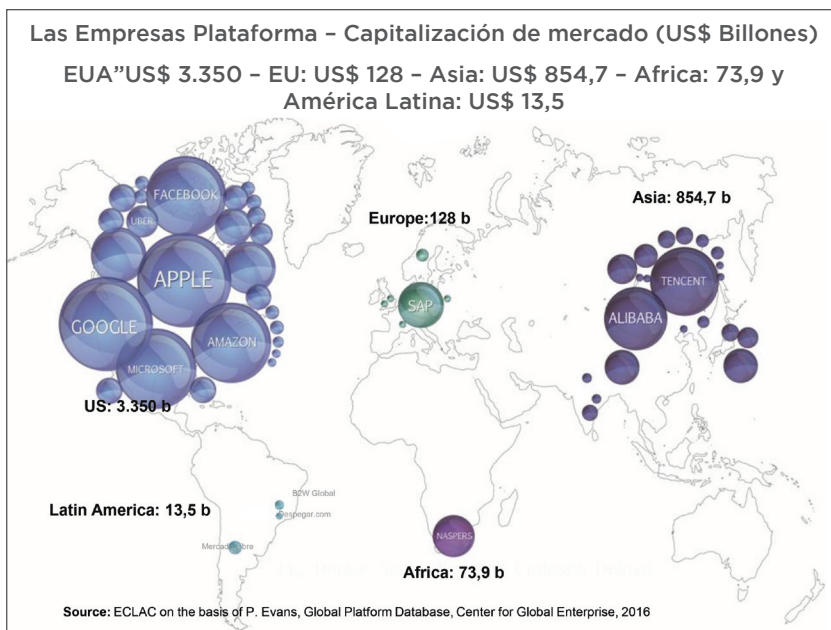 Las Empresas Plataforma – Capitalización de mercado (US$ Billones)
EUA”US$ 3.350 – EU: US$ 128 – Asia: US$ 854,7 – Africa: 73,9 y
América Latina: US$ 13,5
FACEBOOK
UBER
APPLE
GOOGLE
AMAZON
MICROSOFT
US: 3.350 b
Europe:128 b
SAP
Asia: 854,7 b
TENCENT
ALIBABA
Latin America: 13,5 b
B2W Global
Despegar.com
MercadoLibre
NASPERS
Africa: 73,9 b
Source: ECLAC on the basis of P. Evans, Global Platform Database, Center for Global Enterprise, 2016